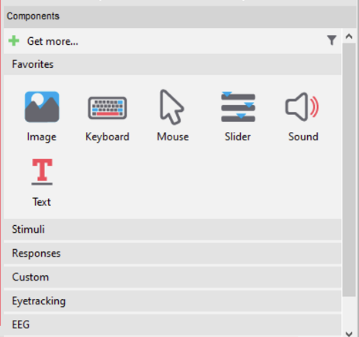 Components
Get more...
Favorites
Image Keyboard Mouse Slider Sound
T
Text
Stimuli
Responses
Custom
Eyetracking
EEG